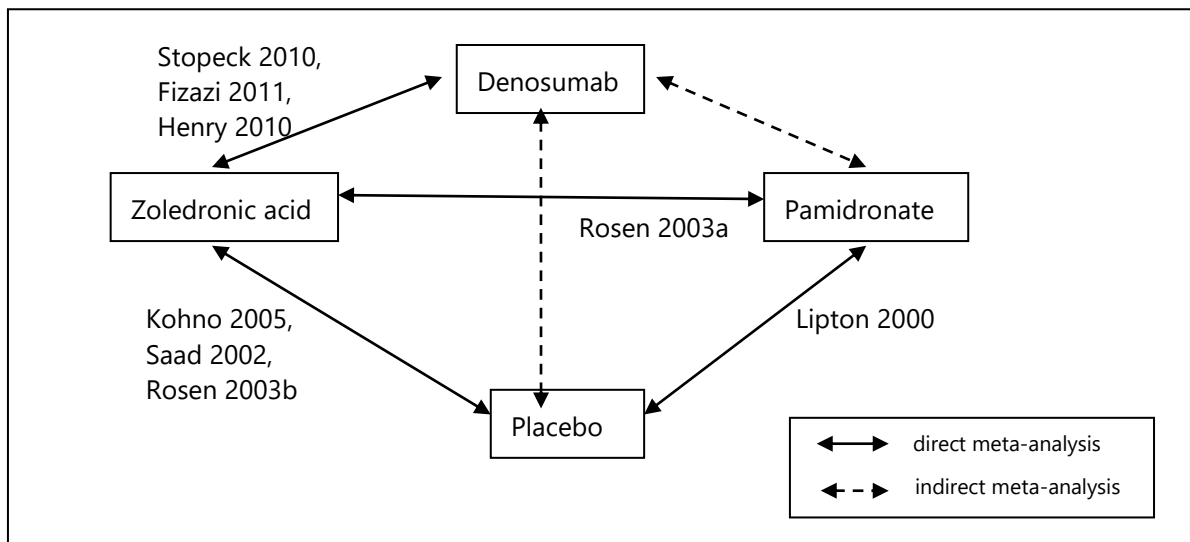 Stopeck 2010,
Fizazi 2011,
Henry 2010
Denosumab
Zoledronic acid
Pamidronate
Rosen 2003a
Kohno 2005,
Saad 2002,
Rosen 2003b
Lipton 2000
Placebo
direct meta-analysis
indirect meta-analysis